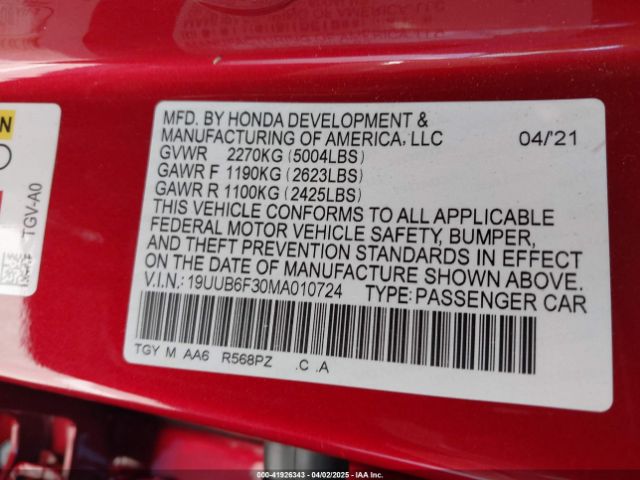 MFD. BY HONDA DEVELOPMENT &
MANUFACTURING OF AMERICA, LLC 04/'21
GVWR 2270KG (5004LBS)
GAWR F 1190KG (2623LBS)
GAWR R 1100KG (2425LBS)
THIS VEHICLE CONFORMS TO ALL APPLICABLE
FEDERAL MOTOR VEHICLE SAFETY, BUMPER,
AND THEFT PREVENTION STANDARDS IN EFFECT
ON THE DATE OF MANUFACTURE SHOWN ABOVE.
V.I.N.: 19UUB6F30MA010724 TYPE: PASSENGER CAR
TGY M AA6 R568PZ .C .A
TGV-A0
000-41926343 - 04/02/2025 - IAA Inc.